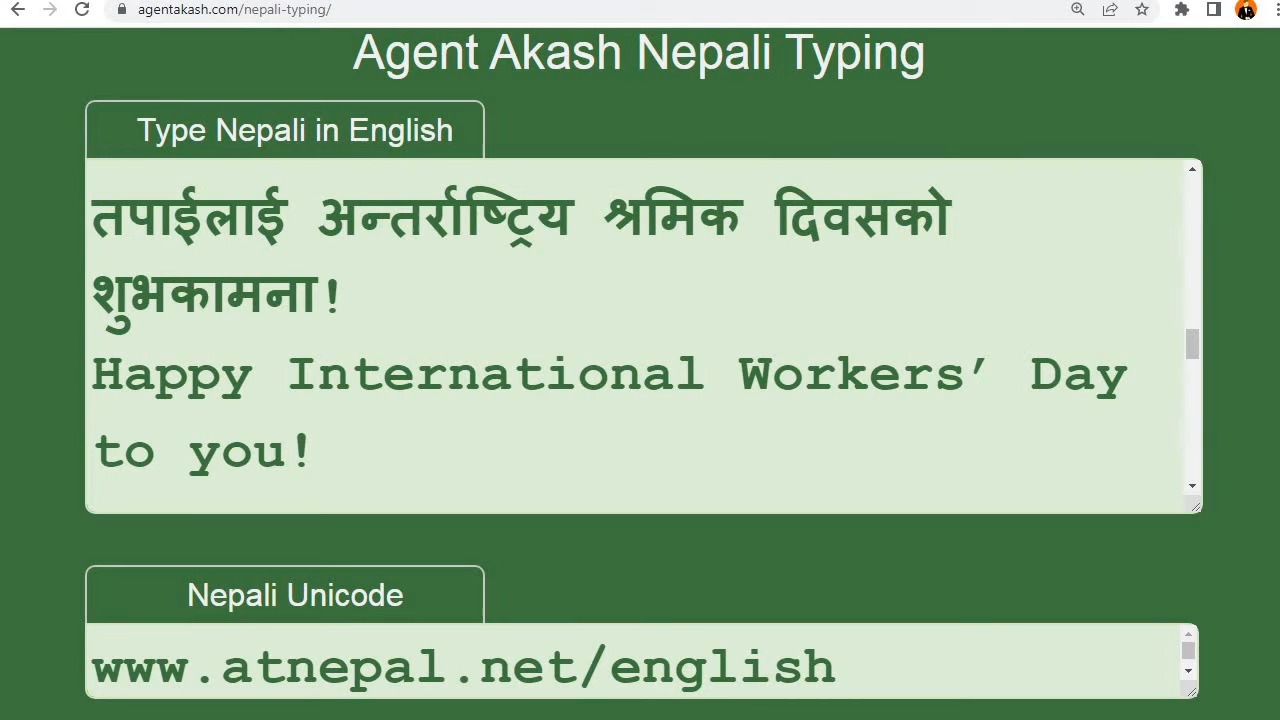 agentakash.com/nepali-typing/
Agent Akash Nepali Typing
Type Nepali in English
तपाईलाई अन्तर्राष्ट्रिय श्रमिक दिवसको
शुभकामना!
Happy International Workers’ Day
to you!
Nepali Unicode
www.atnepal.net/english